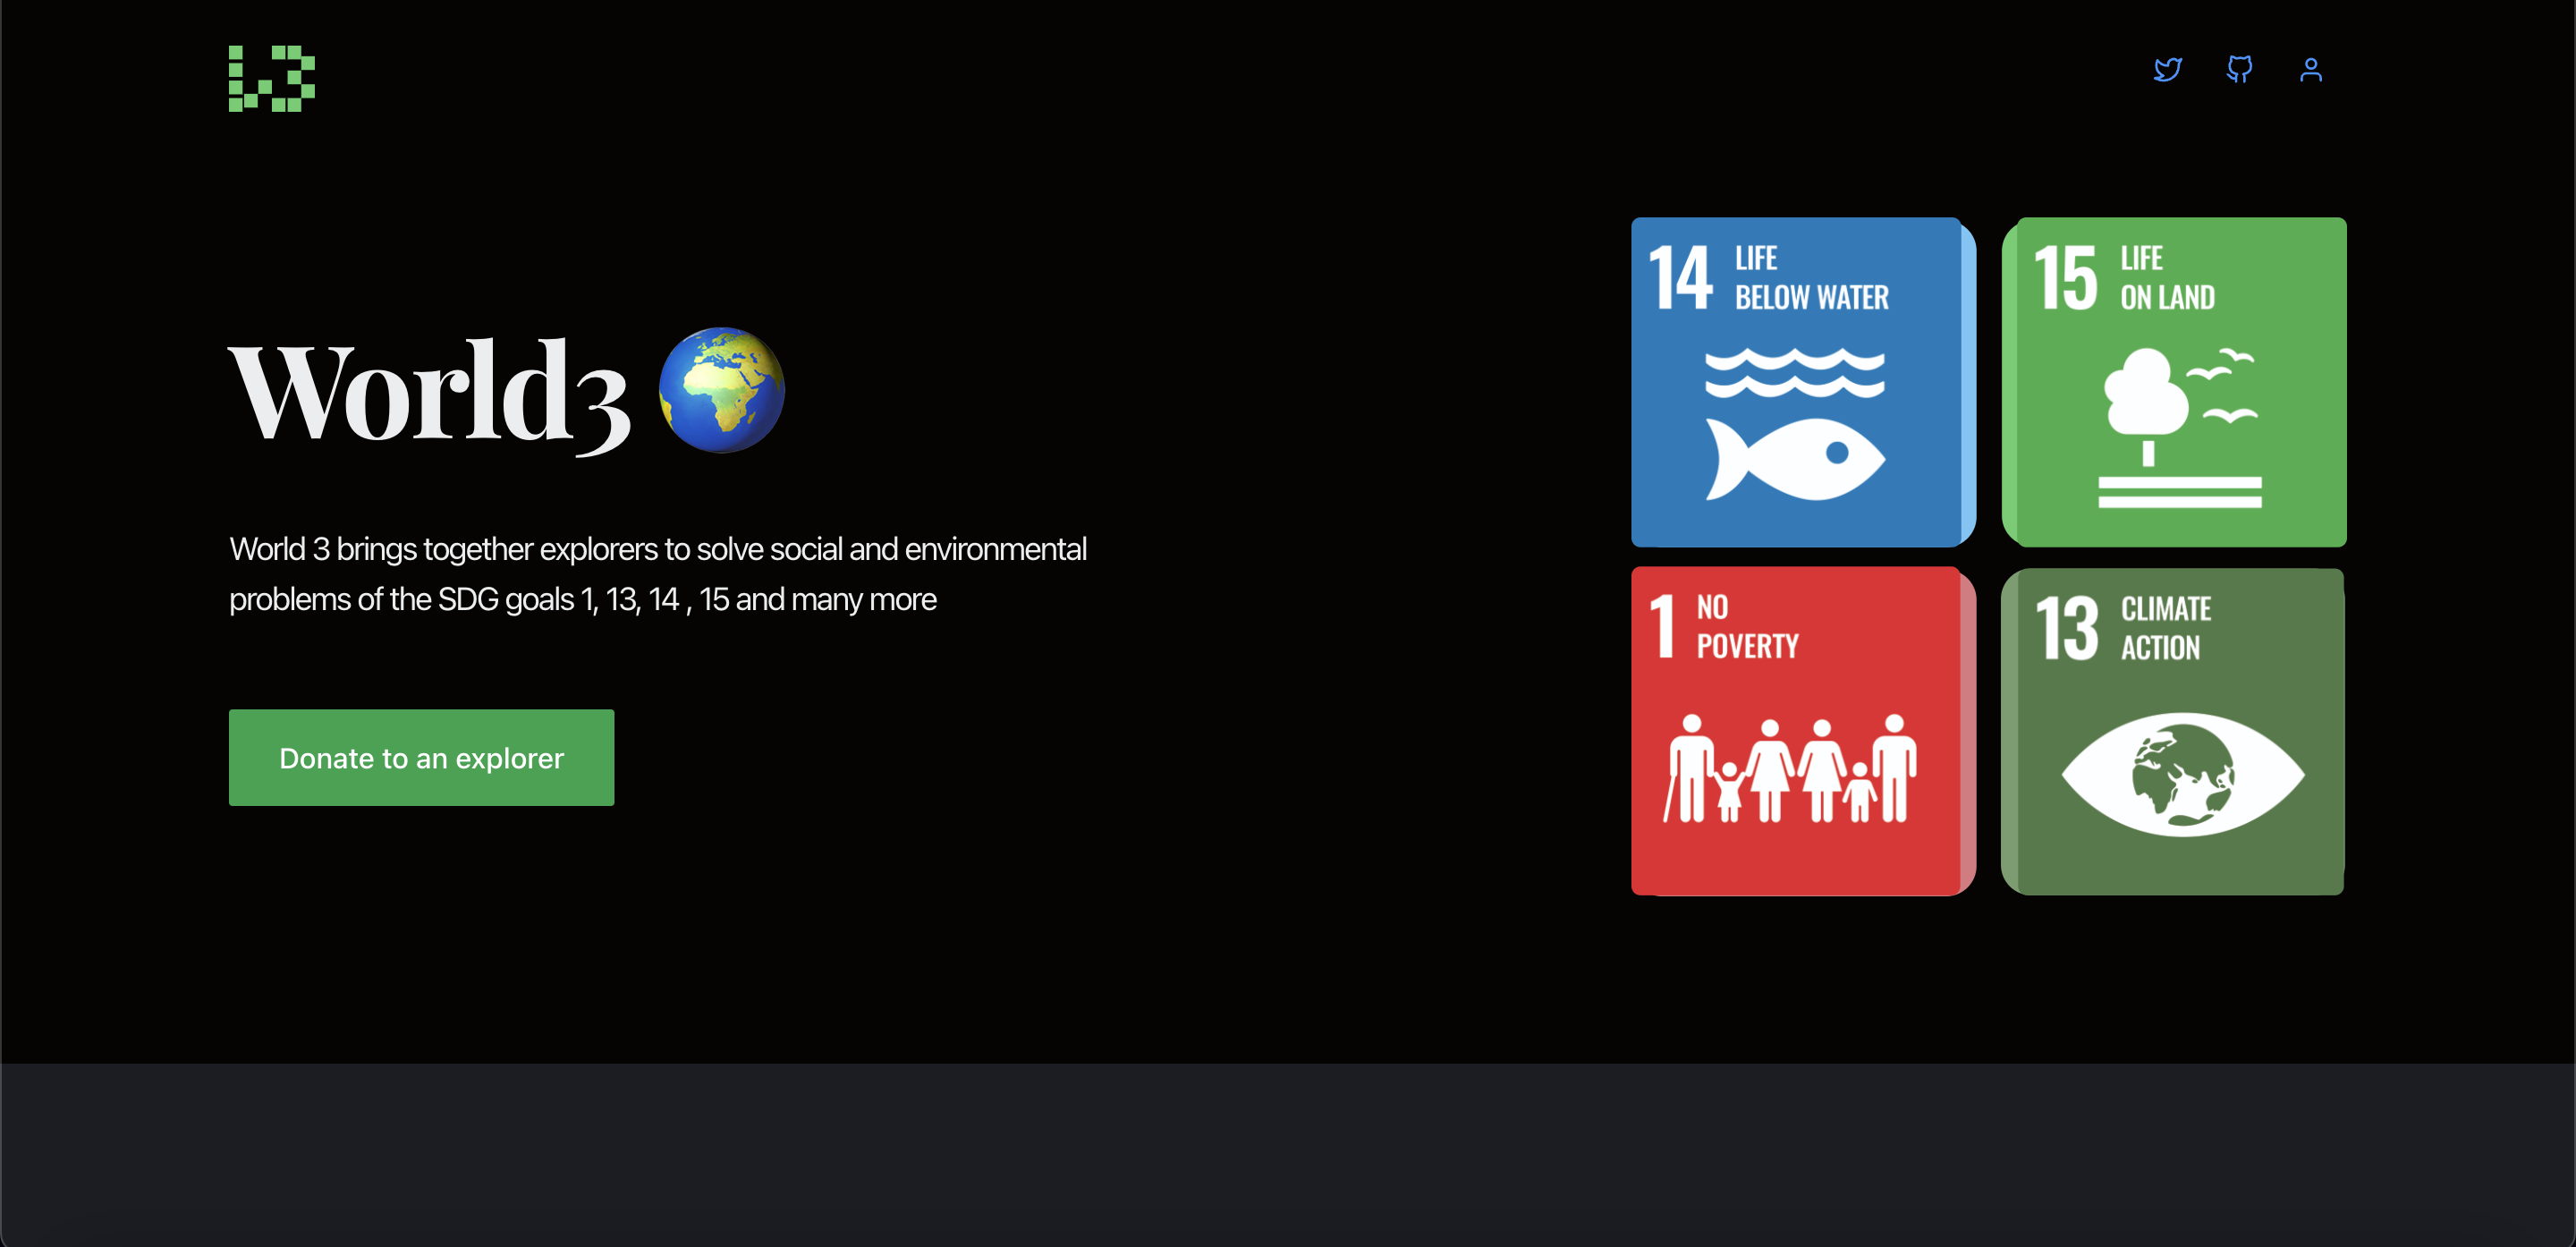 World3
World 3 brings together explorers to solve social and environmental
problems of the SDG goals 1, 13, 14 , 15 and many more
Donate to an explorer
14 LIFE
BELOW WATER
15 LIFE
ON LAND
1 NO
POVERTY
13 CLIMATE
ACTION